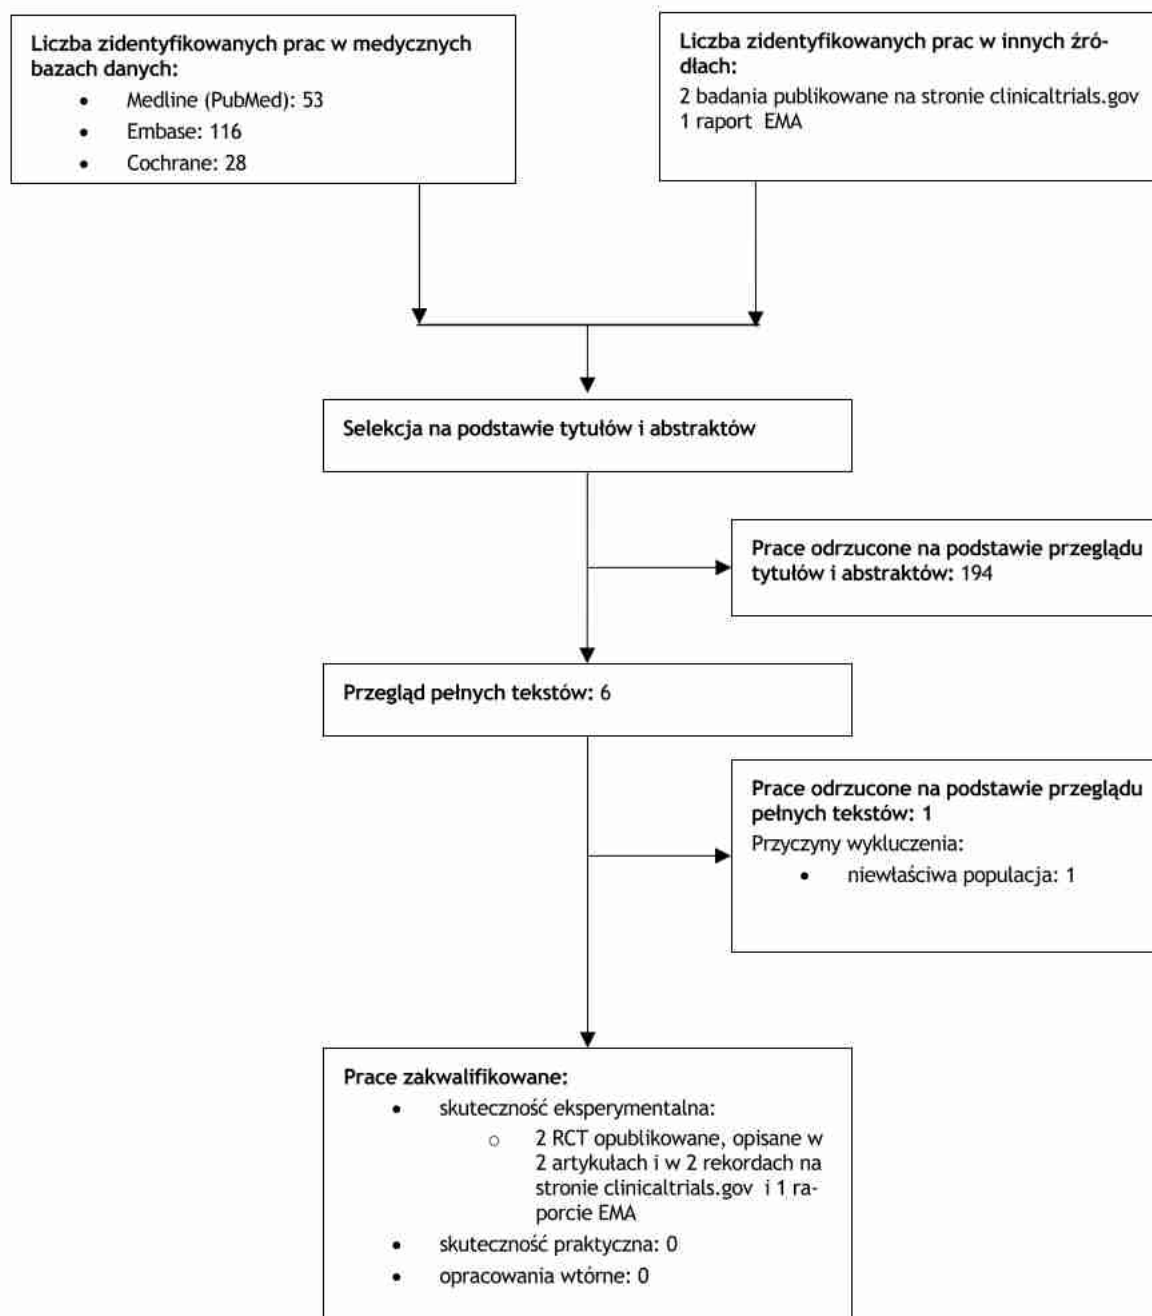 Liczba zidentyfikowanych prac w medycznych
bazach danych:
• Medline (PubMed): 53
• Embase: 116
• Cochrane: 28
Liczba zidentyfikowanych prac w innych źró-
dłach:
2 badania publikowane na stronie clinicaltrials.gov
1 raport EMA
Selekcja na podstawie tytułów i abstraktów
Prace odrzucone na podstawie przeglądu
tytułów i abstraktów: 194
Przegląd pełnych tekstów: 6
Prace odrzucone na podstawie przeglądu
pełnych tekstów: 1
Przyczyny wykluczenia:
• niewłaściwa populacja: 1
Prace zakwalifikowane:
• skuteczność eksperymentalna:
○ 2 RCT opublikowane, opisane w
2 artykułach i w 2 rekordach na
stronie clinicaltrials.gov i 1 ra-
porcie EMA
• skuteczność praktyczna: 0
• opracowania wtórne: 0